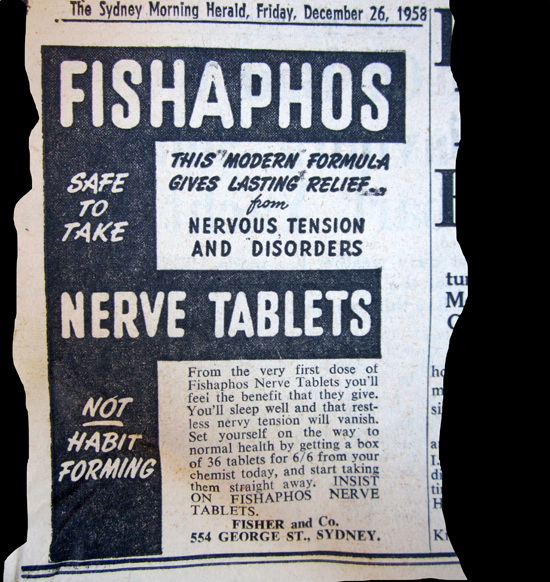 The Sydney Morning Herald, Friday, December 26, 1958
FISHAPHOS
THIS MODERN FORMULA
GIVES LASTING RELIEF...
from
NERVOUS TENSION
AND DISORDERS
SAFE
TO
TAKE
NERVE TABLETS
NOT
HABIT
FORMING
From the very first dose of
Fishaphos Nerve Tablets you'll
feel the benefit that they give.
You'll sleep well and that rest-
less nervy tension will vanish.
Set yourself on the way to
normal health by getting a box
of 36 tablets for 6/6 from your
chemist today, and start taking
them straight away. INSIST
ON FISHAPHOS NERVE
TABLETS.
FISHER and Co.
554 GEORGE ST., SYDNEY.